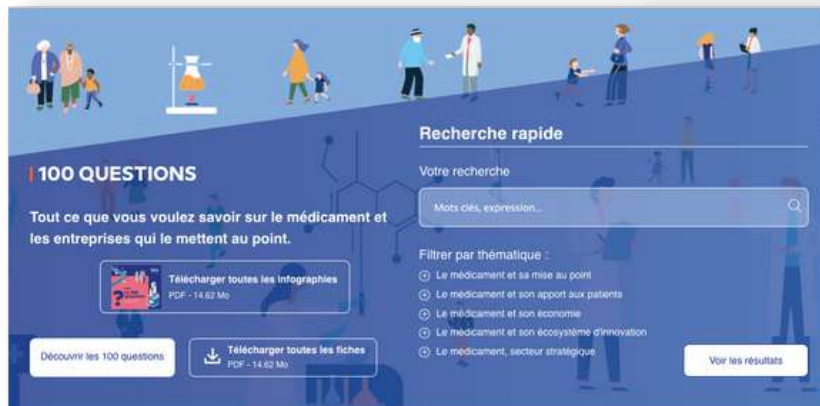 100 QUESTIONS
Tout ce que vous voulez savoir sur le médicament et
les entreprises qui le mettent au point.
Télécharger toutes les infographies
PDF - 14.62 Mo
Découvrir les 100 questions
Télécharger toutes les fiches
PDF - 14.62 Mo
Recherche rapide
Votre recherche
Mots clés, expression...
Filtrer par thématique :
Le médicament et sa mise au point
Le médicament et son apport aux patients
Le médicament et son économie
Le médicament et son écosystème d'innovation
Le médicament, secteur stratégique
Voir les résultats